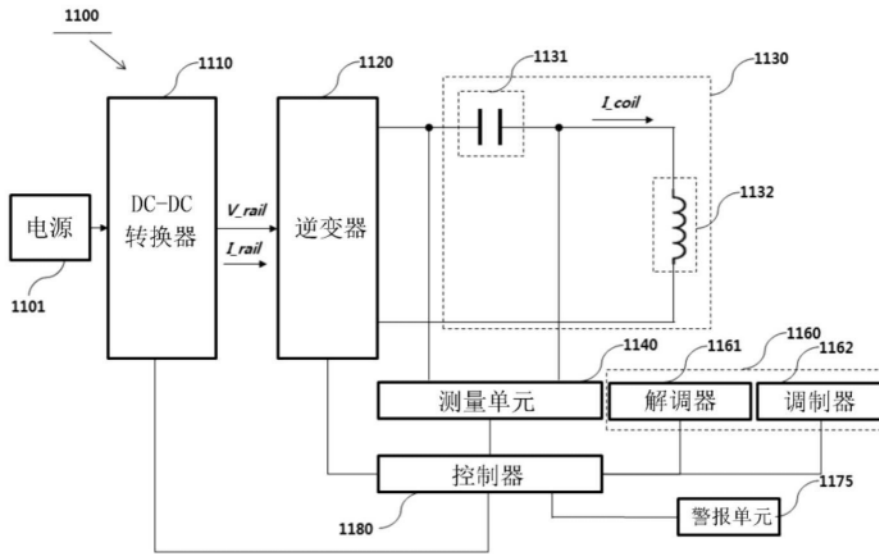 1100
1110
1120
1131
1130
I_coil
1132
DC-DC
转换器
V_rail
I_rail
逆变器
电源
1101
1140
1161
1160
1162
测量单元
解调器
调制器
控制器
1180
1175
警报单元